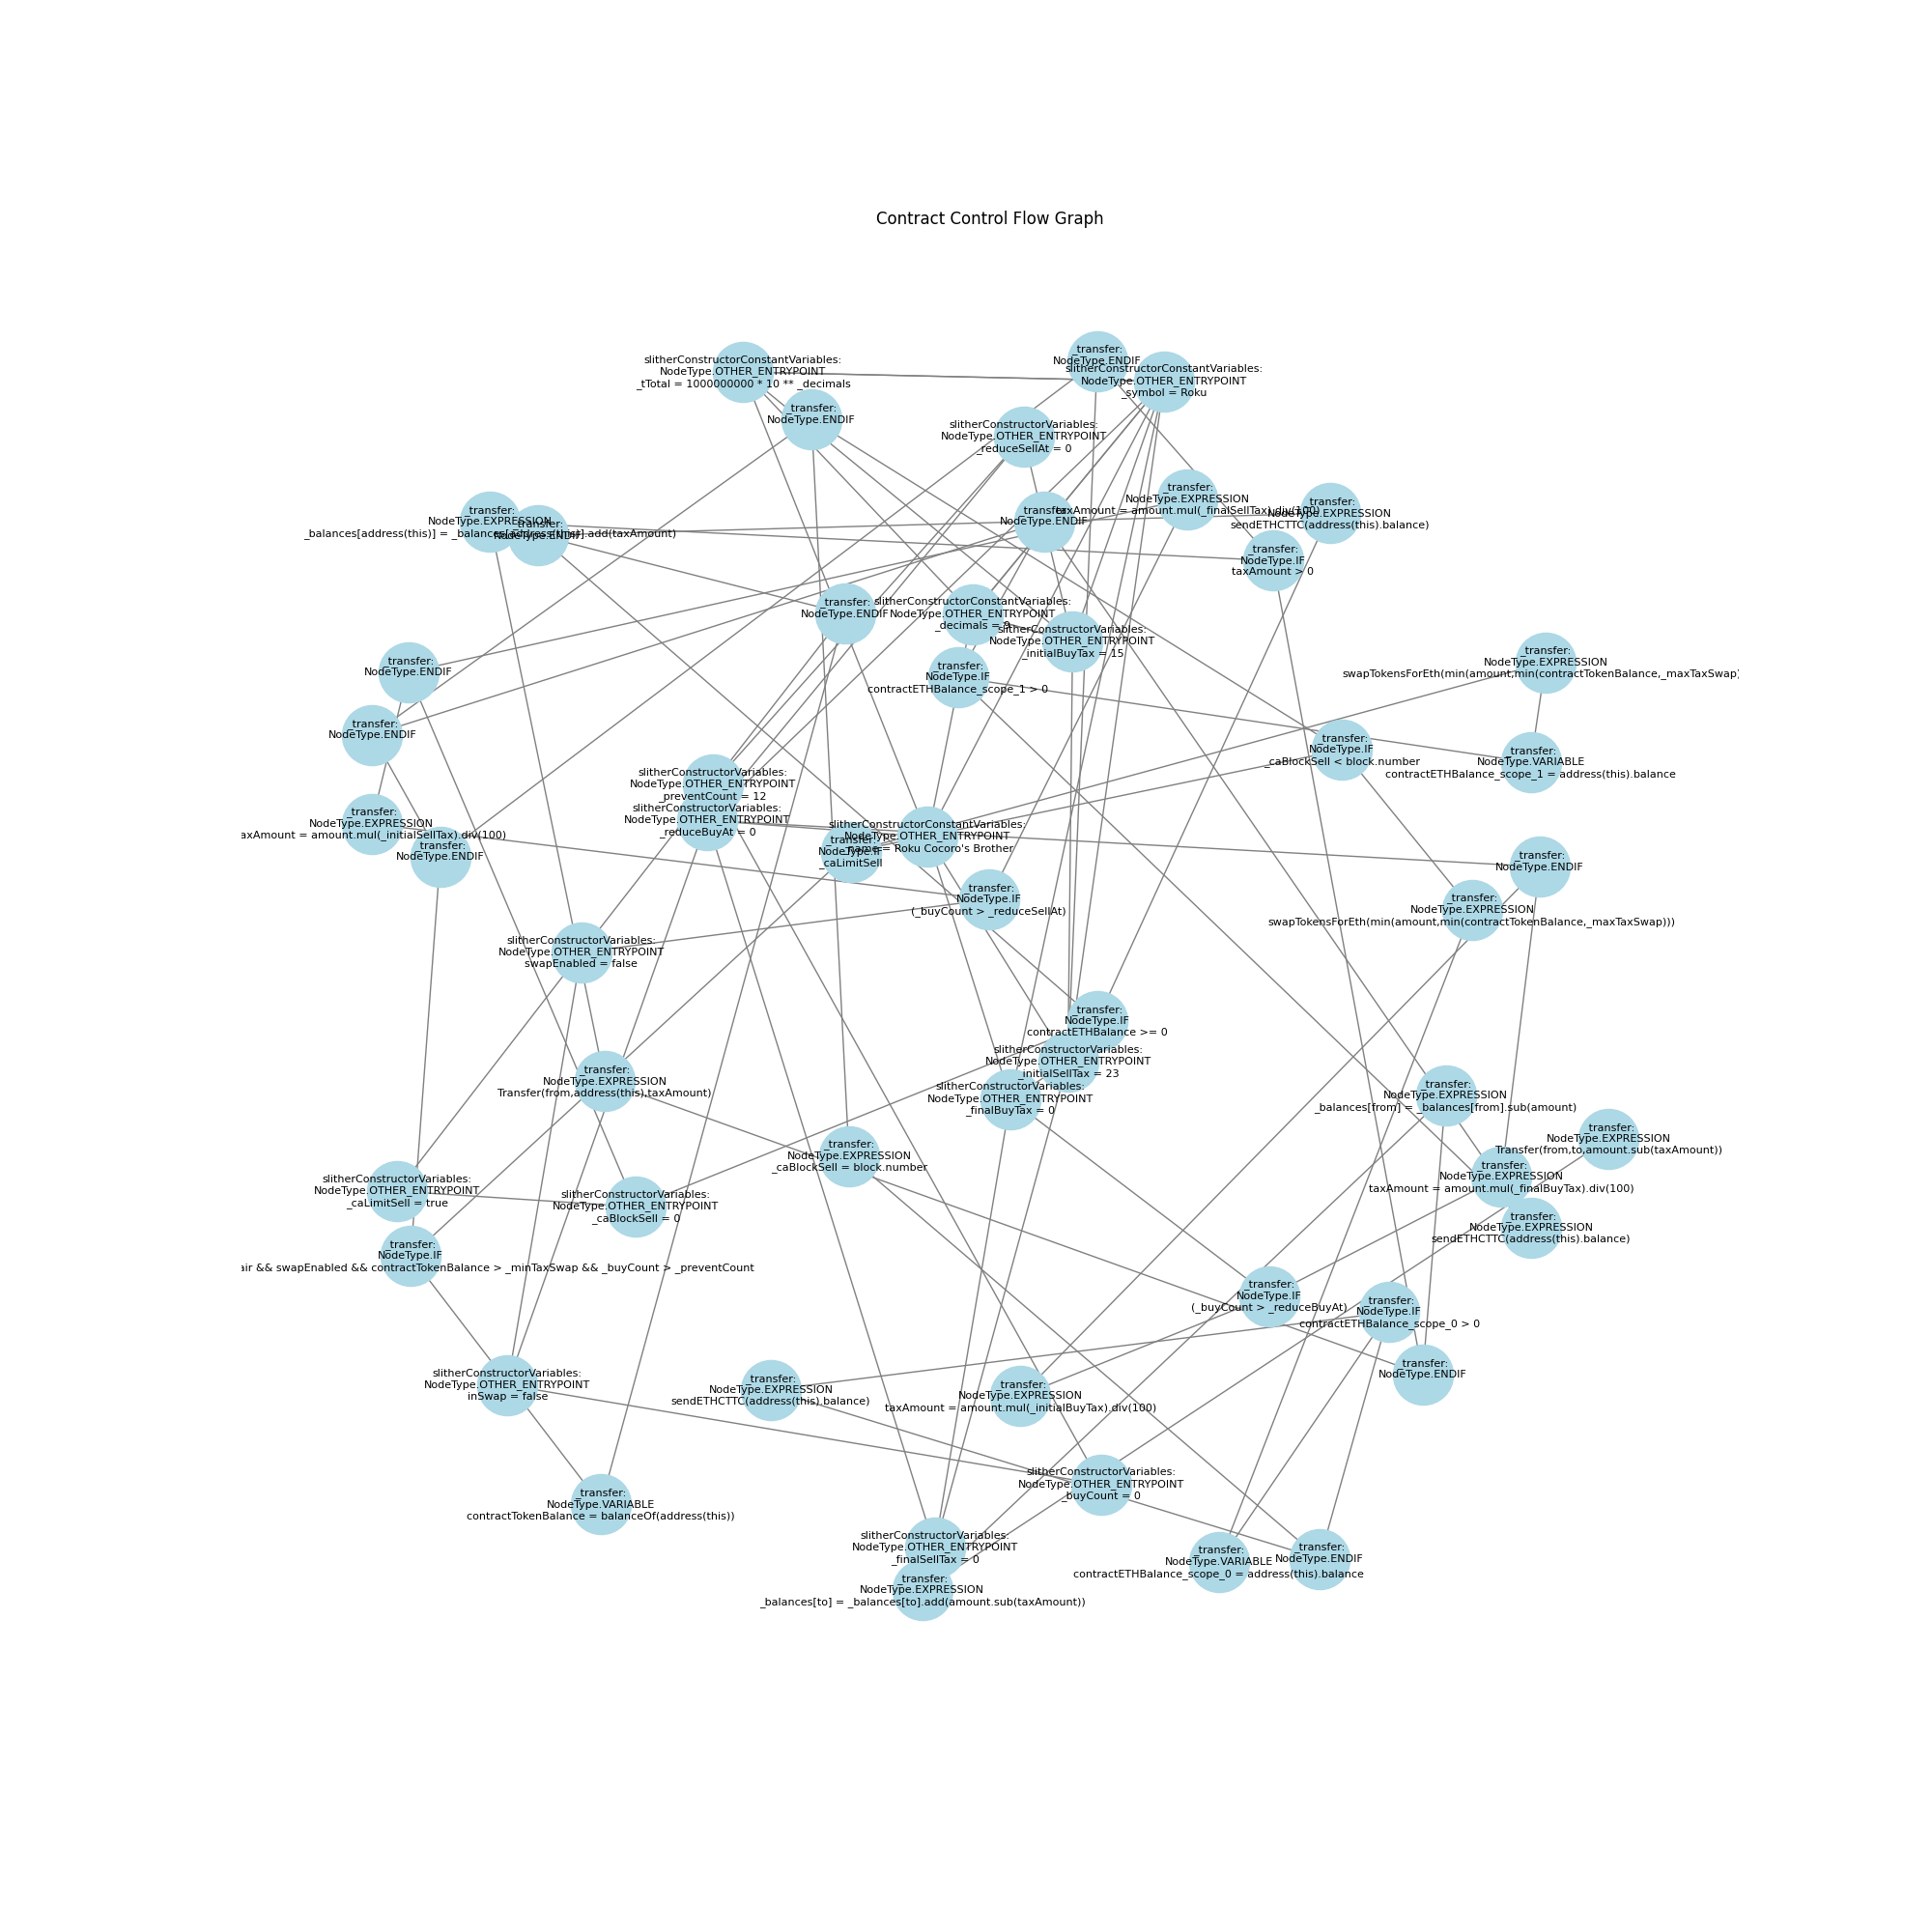 Contract Control Flow Graph
_transfer:
NodeType.ENDIF
slitherConstructorConstantVariables:
NodeType.OTHER_ENTRYPOINT
_tTotal = 1000000000 * 10 ** _decimals
slitherConstructorConstantVariables:
NodeType.OTHER_ENTRYPOINT
_symbol = Roku
_transfer:
NodeType.ENDIF
slitherConstructorVariables:
NodeType.OTHER_ENTRYPOINT
_reduceSellAt = 0
_transfer:
NodeType.EXPRESSION
taxAmount = amount.mul(_finalSellTax).div(100)
_transfer:
NodeType.EXPRESSION
sendETHCTTC(address(this).balance)
_transfer:
NodeType.EXPRESSION
_balances[address(this)] = _balances[address(this)].add(taxAmount)
_transfer:
NodeType.ENDIF
_transfer:
NodeType.ENDIF
_transfer:
NodeType.IF
taxAmount > 0
_transfer:
NodeType.ENDIF
slitherConstructorConstantVariables:
NodeType.OTHER_ENTRYPOINT
_decimals = 9
slitherConstructorVariables:
NodeType.OTHER_ENTRYPOINT
_initialBuyTax = 15
_transfer:
NodeType.IF
contractETHBalance_scope_1 > 0
_transfer:
NodeType.ENDIF
_transfer:
NodeType.EXPRESSION
swapTokensForEth(min(amount,min(contractTokenBalance,_maxTaxSwap)
_transfer:
NodeType.ENDIF
_transfer:
NodeType.IF
_caBlockSell < block.number
_transfer:
NodeType.VARIABLE
contractETHBalance_scope_1 = address(this).balance
slitherConstructorVariables:
NodeType.OTHER_ENTRYPOINT
_preventCount = 12
slitherConstructorVariables:
NodeType.OTHER_ENTRYPOINT
_reduceBuyAt = 0
_transfer:
NodeType.EXPRESSION
axAmount = amount.mul(_initialSellTax).div(100)
_transfer:
NodeType.ENDIF
slitherConstructorConstantVariables:
NodeType.OTHER_ENTRYPOINT
_name = Roku Cocoro's Brother
_transfer:
NodeType.IF
_caLimitSell
_transfer:
NodeType.ENDIF
_transfer:
NodeType.IF
(_buyCount > _reduceSellAt)
_transfer:
NodeType.EXPRESSION
swapTokensForEth(min(amount,min(contractTokenBalance,_maxTaxSwap)))
slitherConstructorVariables:
NodeType.OTHER_ENTRYPOINT
swapEnabled = false
_transfer:
NodeType.IF
contractETHBalance >= 0
slitherConstructorVariables:
NodeType.OTHER_ENTRYPOINT
_initialSellTax = 23
_transfer:
NodeType.EXPRESSION
Transfer(from,address(this),taxAmount)
slitherConstructorVariables:
NodeType.OTHER_ENTRYPOINT
_finalBuyTax = 0
_transfer:
NodeType.EXPRESSION
_balances[from] = _balances[from].sub(amount)
_transfer:
NodeType.EXPRESSION
Transfer(from,to,amount.sub(taxAmount))
_transfer:
NodeType.EXPRESSION
_caBlockSell = block.number
_transfer:
NodeType.EXPRESSION
taxAmount = amount.mul(_finalBuyTax).div(100)
slitherConstructorVariables:
NodeType.OTHER_ENTRYPOINT
_caLimitSell = true
slitherConstructorVariables:
NodeType.OTHER_ENTRYPOINT
_caBlockSell = 0
_transfer:
NodeType.EXPRESSION
sendETHCTTC(address(this).balance)
_transfer:
NodeType.IF
air && swapEnabled && contractTokenBalance > _minTaxSwap && _buyCount > _preventCount
_transfer:
NodeType.IF
(_buyCount > _reduceBuyAt)
_transfer:
NodeType.IF
contractETHBalance_scope_0 > 0
_transfer:
NodeType.ENDIF
slitherConstructorVariables:
NodeType.OTHER_ENTRYPOINT
inSwap = false
_transfer:
NodeType.EXPRESSION
sendETHCTTC(address(this).balance)
_transfer:
NodeType.EXPRESSION
taxAmount = amount.mul(_initialBuyTax).div(100)
slitherConstructorVariables:
NodeType.OTHER_ENTRYPOINT
_buyCount = 0
_transfer:
NodeType.VARIABLE
contractTokenBalance = balanceOf(address(this))
slitherConstructorVariables:
NodeType.OTHER_ENTRYPOINT
_finalSellTax = 0
_transfer:
NodeType.VARIABLE
contractETHBalance_scope_0 = address(this).balance
_transfer:
NodeType.ENDIF
_transfer:
NodeType.EXPRESSION
_balances[to] = _balances[to].add(amount.sub(taxAmount))